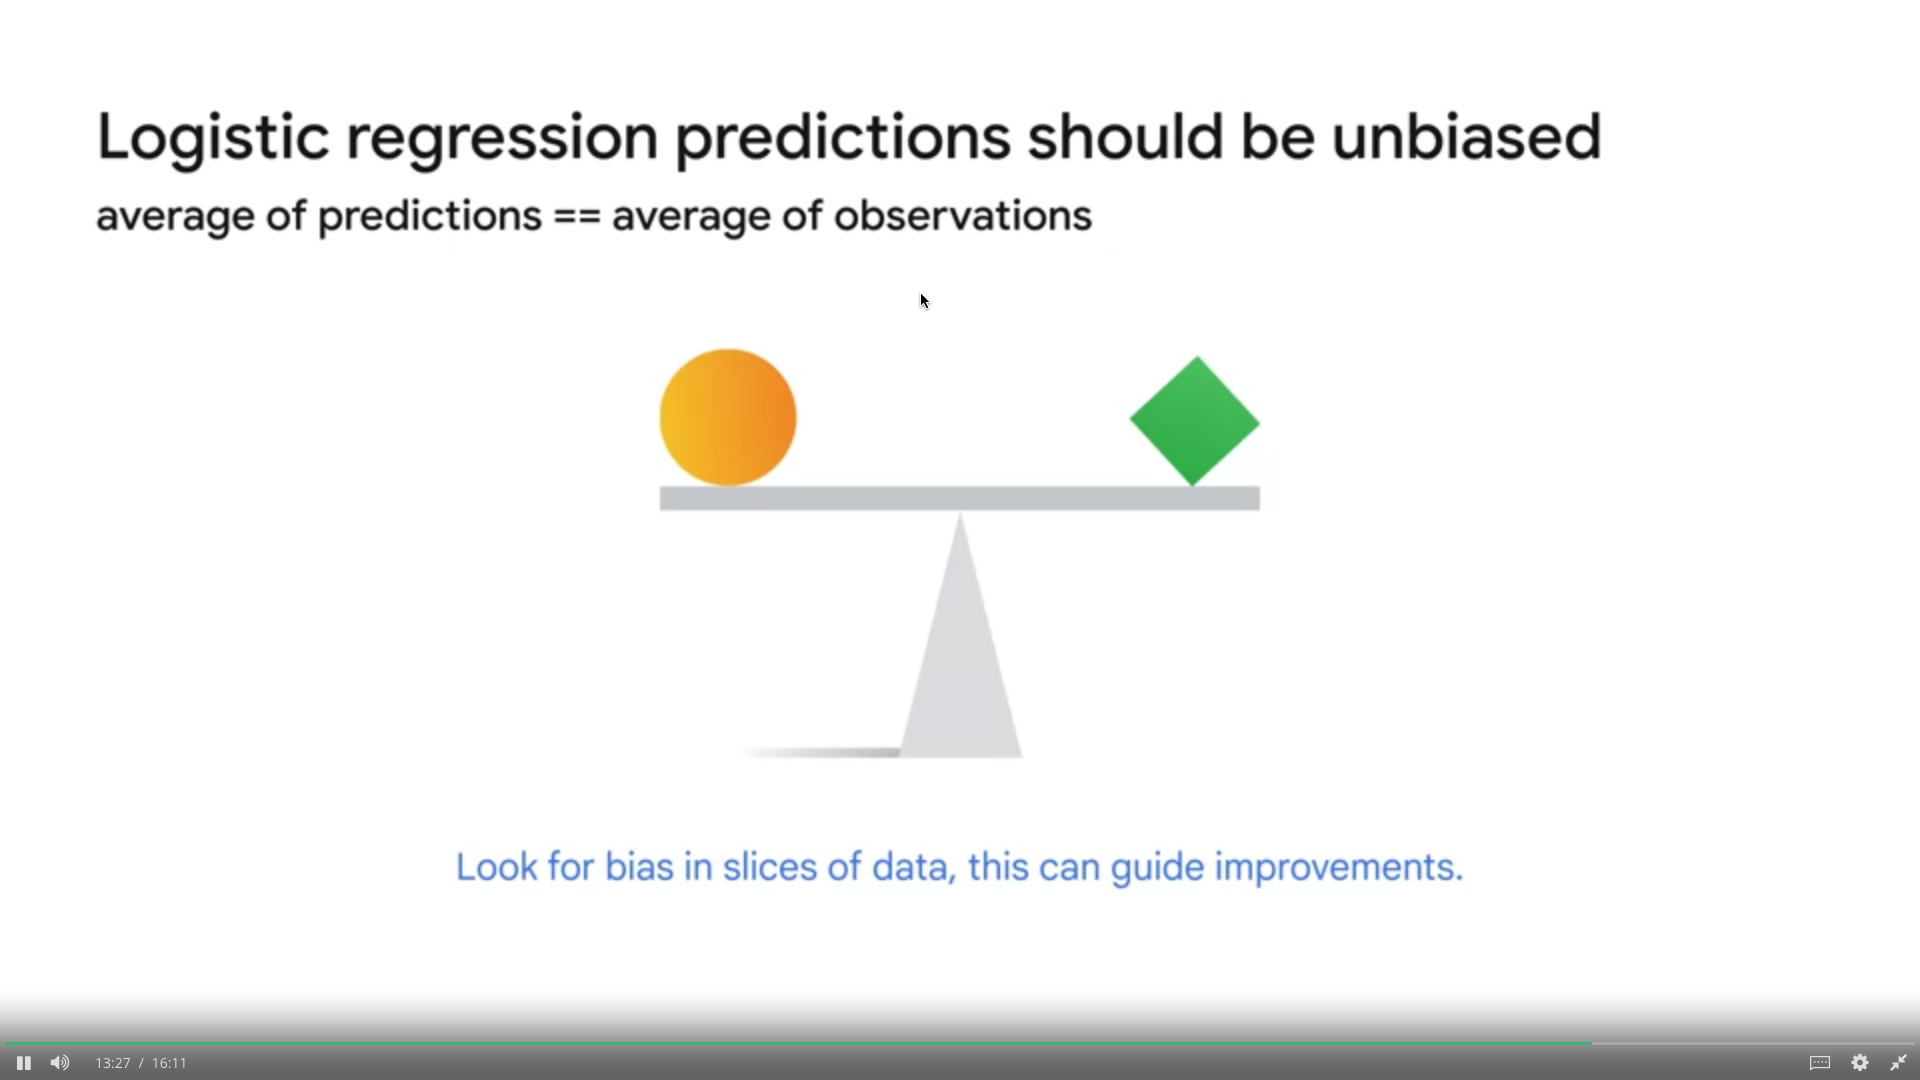 Logistic regression predictions should be unbiased
average of predictions == average of observations
Look for bias in slices of data, this can guide improvements.
13:27 / 16:11